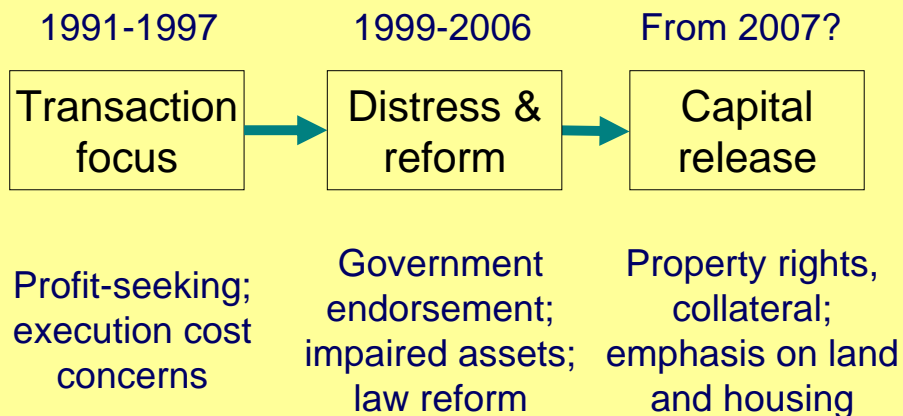 1991-1997
1999-2006
From 2007?
Transaction
focus
Distress &
reform
Capital
release
Profit-seeking;
execution cost
concerns
Government
endorsement;
impaired assets;
law reform
Property rights,
collateral;
emphasis on land
and housing